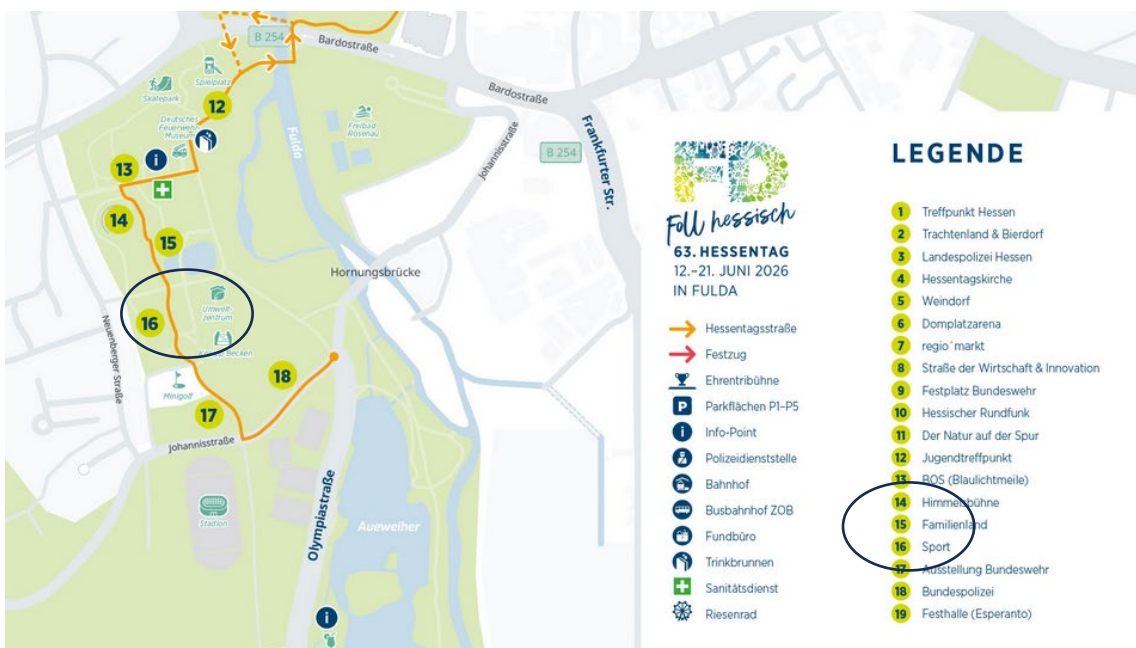 B 254
Bardostraße
Spielplatz
Skatepark
12
Deutsches
Feuerwehr
Museum
Fulda
Freibad
Rosenau
Bardostraße
Johannisstraße
B 254
Frankfurter Str.
13
i
14
15
Hornungsbrücke
Umwelt-
zentrum
16
Neuenberger Straße
Becken
18
Minigolf
17
Johannisstraße
Stadion
Olympiastraße
Aueweiher
i
FD
Foll hessisch
63. HESSENTAG
12.–21. JUNI 2026
IN FULDA
Hessentagsstraße
Festzug
Ehrentribühne
P Parkflächen P1–P5
i Info-Point
Polizeidienststelle
Bahnhof
Busbahnhof ZOB
Fundbüro
Trinkbrunnen
Sanitätsdienst
Riesenrad
LEGENDE
1 Treffpunkt Hessen
2 Trachtenland & Bierdorf
3 Landespolizei Hessen
4 Hessentagskirche
5 Weindorf
6 Domplatzarena
7 regio´markt
8 Straße der Wirtschaft & Innovation
9 Festplatz Bundeswehr
10 Hessischer Rundfunk
11 Der Natur auf der Spur
12 Jugendtreffpunkt
13 BOS (Blaulichtmeile)
14 Himmelsbühne
15 Familienland
16 Sport
17 Ausstellung Bundeswehr
18 Bundespolizei
19 Festhalle (Esperanto)